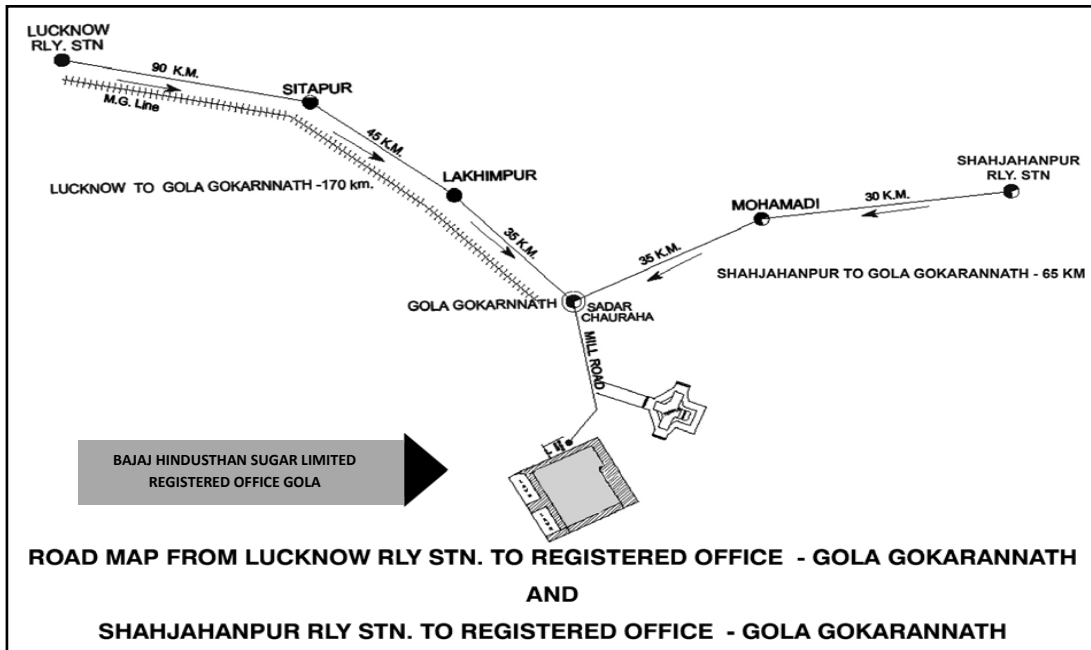 LUCKNOW
RLY. STN
90 K.M.
M.G. Line
SITAPUR
45 K.M.
LAKHIMPUR
LUCKNOW TO GOLA GOKARNNATH -170 km.
35 K.M.
SHAHJAHANPUR
RLY. STN
30 K.M.
MOHAMADI
35 K.M.
SHAHJAHANPUR TO GOLA GOKARANNATH - 65 KM
GOLA GOKARNNATH
SADAR
CHAURAHA
MILL ROAD
BAJAJ HINDUSTHAN SUGAR LIMITED
REGISTERED OFFICE GOLA
ROAD MAP FROM LUCKNOW RLY STN. TO REGISTERED OFFICE - GOLA GOKARANNATH
AND
SHAHJAHANPUR RLY STN. TO REGISTERED OFFICE - GOLA GOKARANNATH